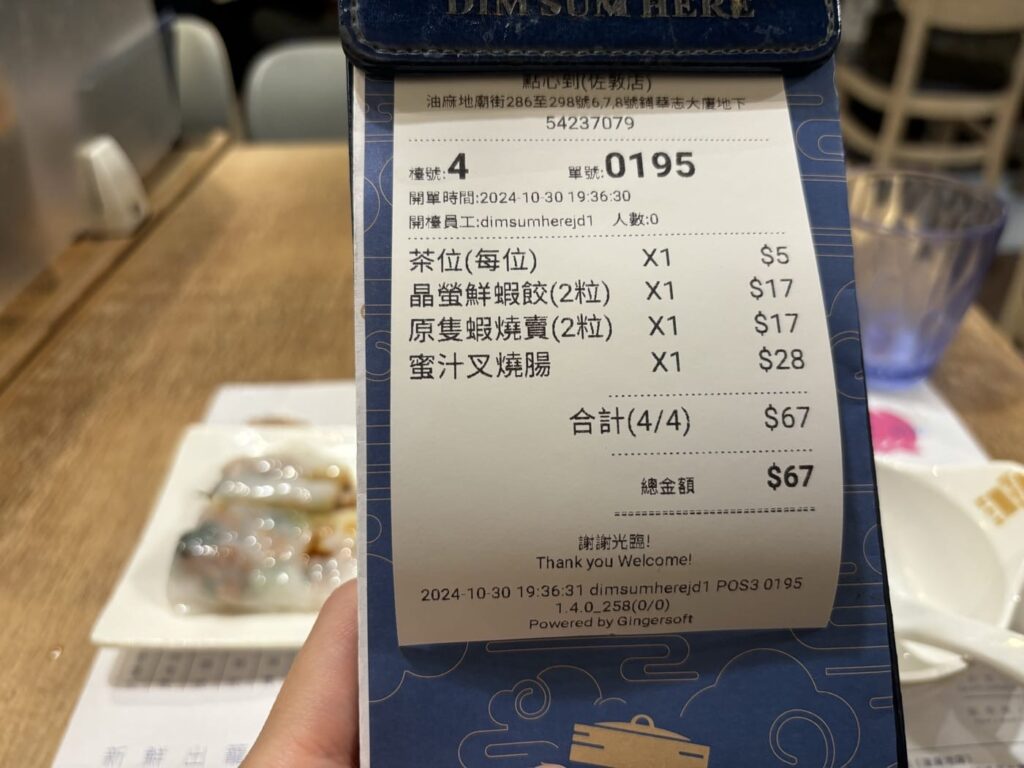 DIM SUM HERE
點心到(佐敦店)
油麻地廟街286至298號6,7,8號鋪華志大廈地下
54237079
檯號:4 單號:0195
開單時間:2024-10-30 19:36:30
開檯員工:dimsumherejd1 人數:0
茶位(每位) X1 $5
晶螢鮮蝦餃(2粒) X1 $17
原隻蝦燒賣(2粒) X1 $17
蜜汁叉燒腸 X1 $28
合計(4/4) $67
總金額 $67
謝謝光臨!
Thank you Welcome!
2024-10-30 19:36:31 dimsumherejd1 POS3 0195
1.4.0_258(0/0)
Powered by Gingersoft
新鮮出籠